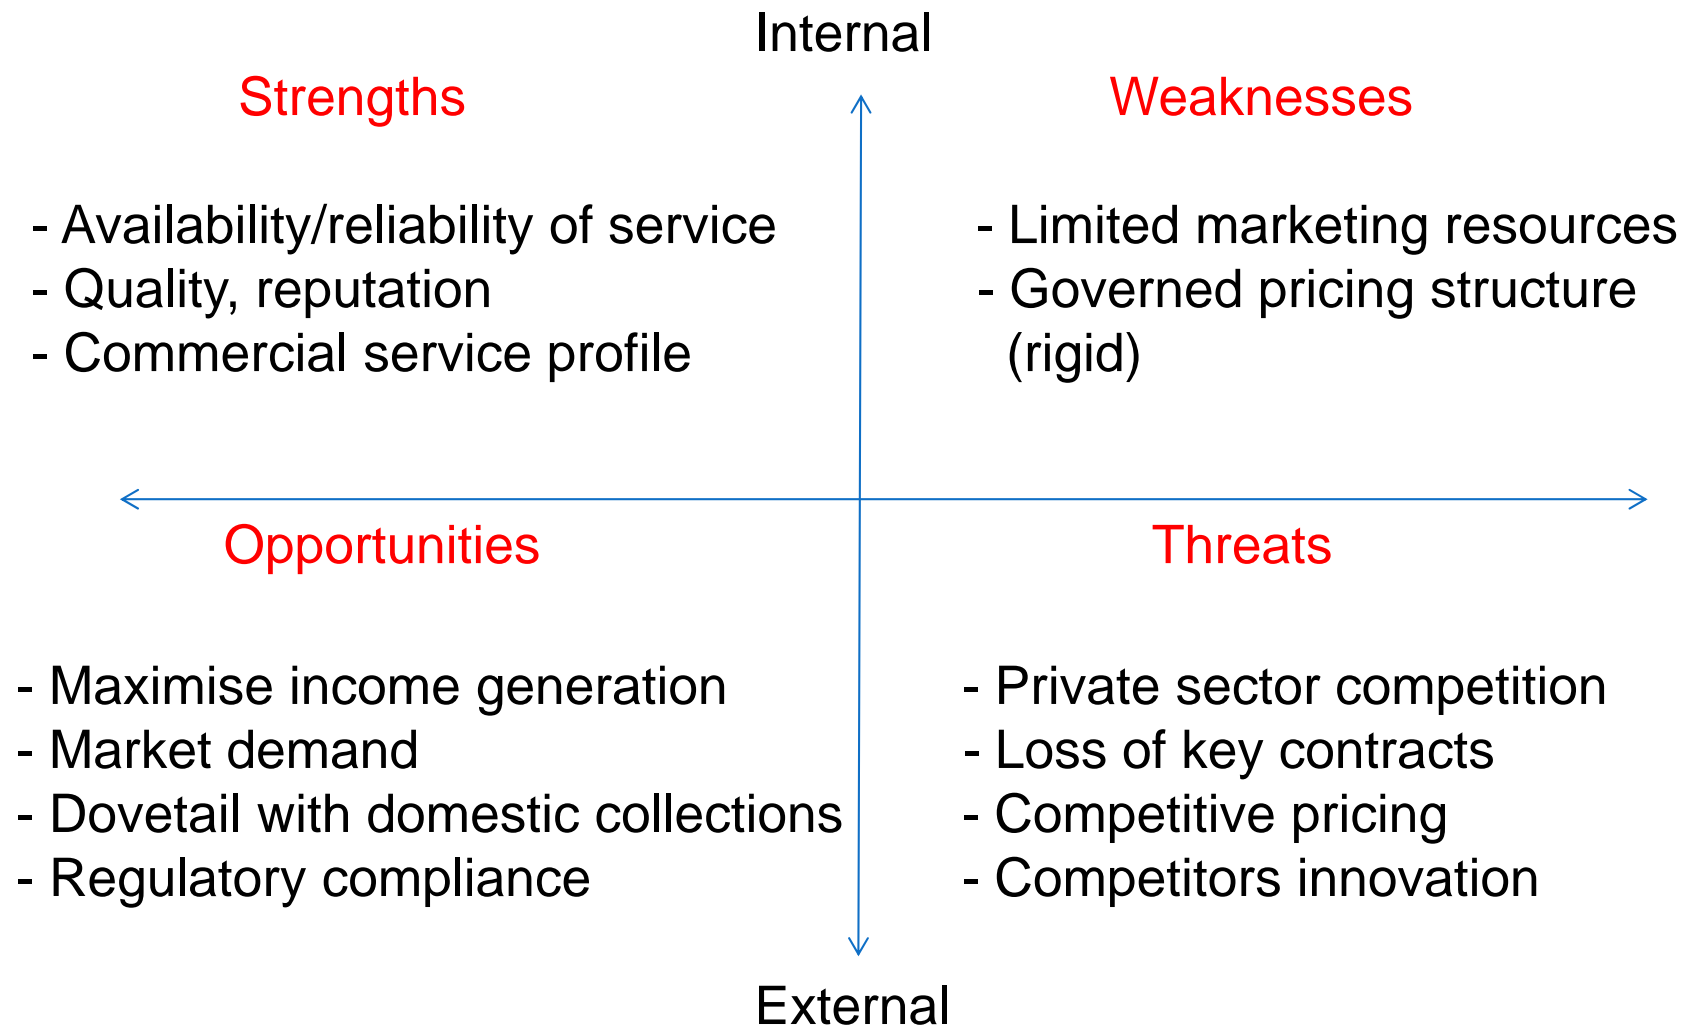 Internal
Strengths
Weaknesses
- Availability/reliability of service
- Quality, reputation
- Commercial service profile
- Limited marketing resources
- Governed pricing structure
(rigid)
Opportunities
Threats
- Maximise income generation
- Market demand
- Dovetail with domestic collections
- Regulatory compliance
- Private sector competition
- Loss of key contracts
- Competitive pricing
- Competitors innovation
External